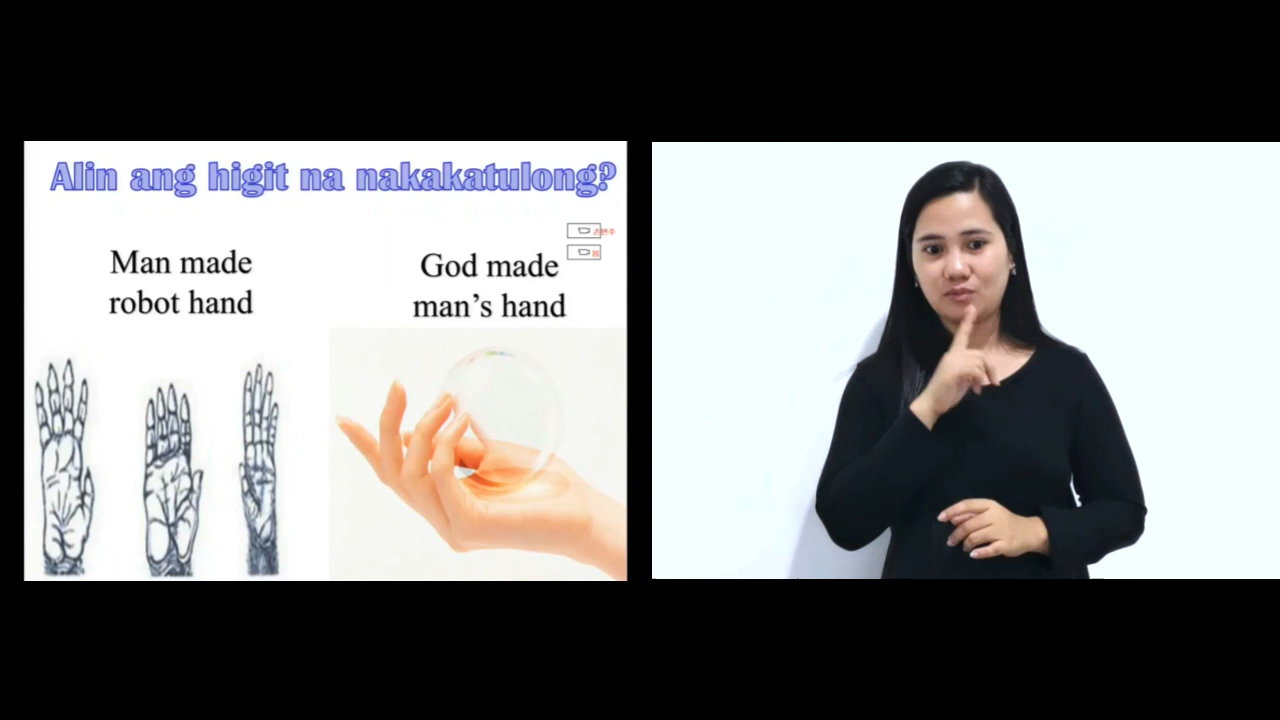 Alin ang higit na nakakatulong?
Man made
robot hand
God made
man's hand